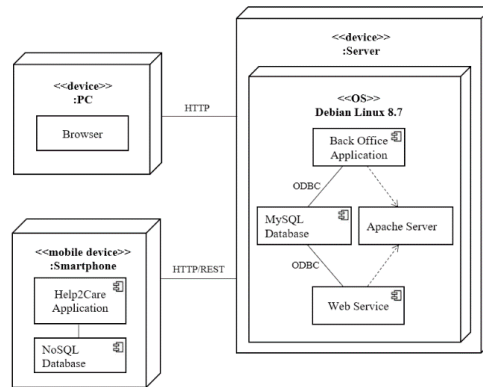 <<device>>
:Server
<<device>>
:PC
Browser
HTTP
<<OS>>
Debian Linux 8.7
Back Office
Application
ODBC
MySQL
Database
Apache Server
ODBC
Web Service
<<mobile device>>
:Smartphone
HTTP/REST
Help2Care
Application
NoSQL
Database